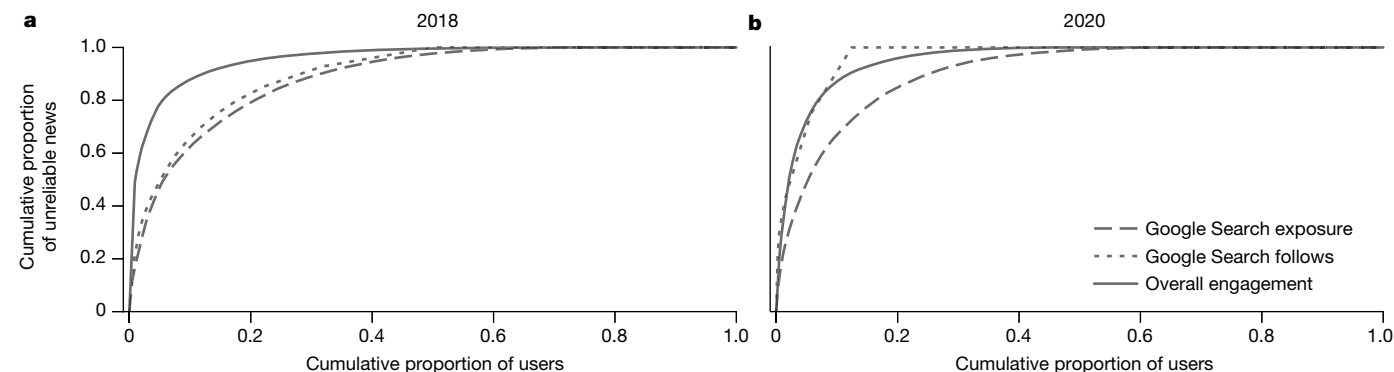 a
2018
Cumulative proportion
of unreliable news
1.0
0.8
0.6
0.4
0.2
0
0
0.2
0.4
0.6
0.8
1.0
Cumulative proportion of users
b
2020
Google Search exposure
Google Search follows
Overall engagement
0
0.2
0.4
0.6
0.8
1.0
Cumulative proportion of users